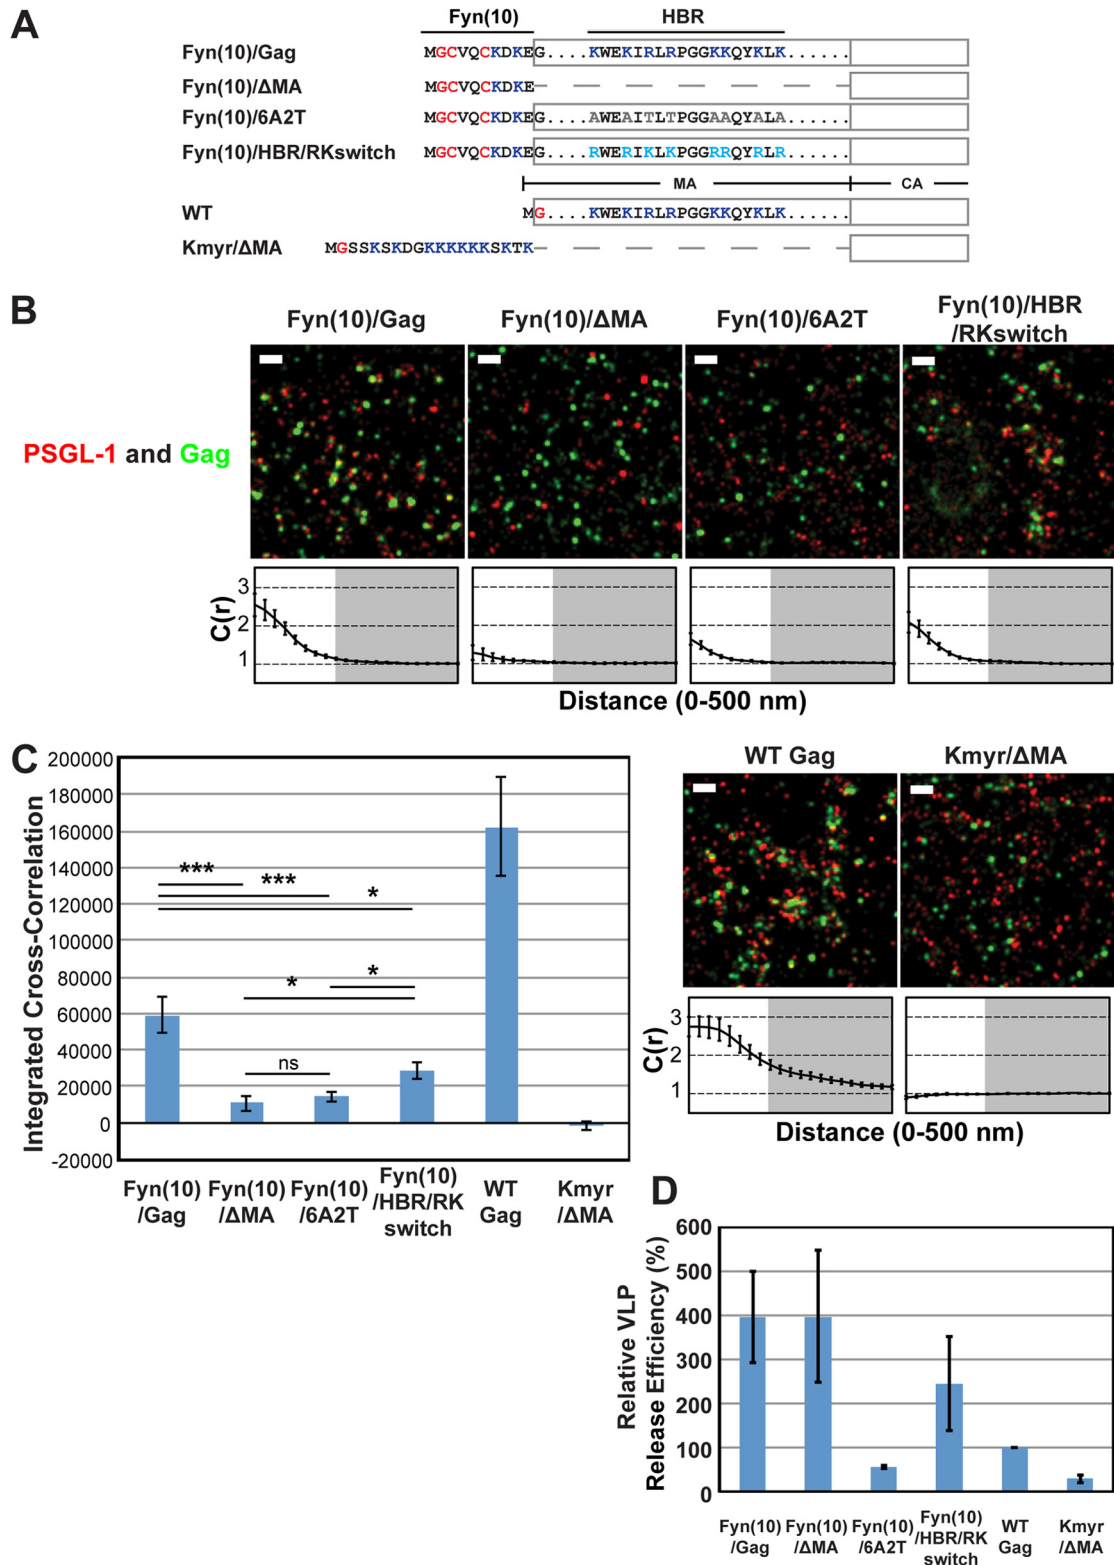 A
Fyn(10)
HBR
Fyn(10)/Gag
MGCVQCKDKEG....KWEKIRLRPGGKKQYKLK......
Fyn(10)/ΔMA
MGCVQCKDKE
Fyn(10)/6A2T
MGCVQCKDKEG....AWEAITLTPGGAAQYALA......
Fyn(10)/HBR/RKswitch
MGCVQCKDKEG....RWERIKLKPGGRRQYRLR......
MA
CA
WT
MG....KWEKIRLRPGGKKQYKLK......
Kmyr/ΔMA
MGSSKSKDGKKKKKKSKTK
B
Fyn(10)/Gag
Fyn(10)/ΔMA
Fyn(10)/6A2T
Fyn(10)/HBR
/RKswitch
PSGL-1 and Gag
C(r)
3
2
1
Distance (0-500 nm)
C
Integrated Cross-Correlation
200000
180000
160000
140000
120000
100000
80000
60000
40000
20000
0
-20000
***
***
*
*
*
ns
Fyn(10)
/Gag
Fyn(10)
/ΔMA
Fyn(10)
/6A2T
Fyn(10)
/HBR/RK
switch
WT
Gag
Kmyr
/ΔMA
WT Gag
Kmyr/ΔMA
C(r)
3
2
1
Distance (0-500 nm)
D
Relative VLP
Release Efficiency (%)
600
500
400
300
200
100
0
Fyn(10)
/Gag
Fyn(10)
/ΔMA
Fyn(10)
/6A2T
Fyn(10)
/HBR/RK
switch
WT
Gag
Kmyr
/ΔMA